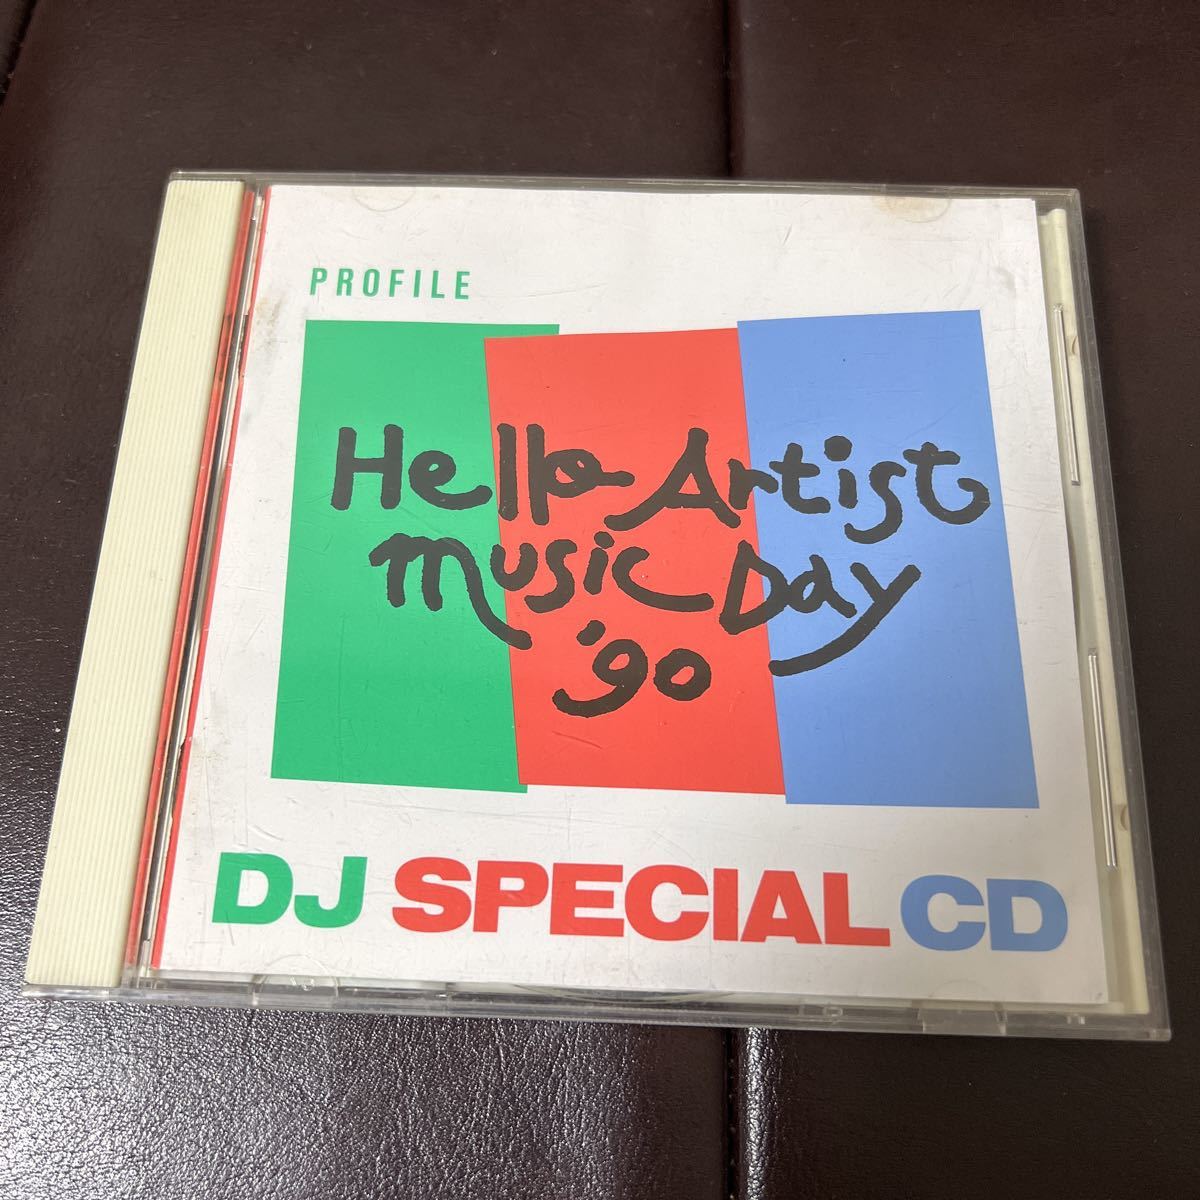 PROFILE
Hello Artist
music Day
'90
DJ SPECIAL CD